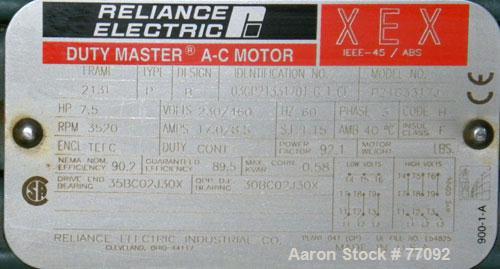 RELIANCE
ELECTRIC
XEX
IEEE-45 / ABS
DUTY MASTER® A-C MOTOR
FRAME TYPE DESIGN IDENTIFICATION NO. MODEL NO.
P B
HP 7.5 VOLTS 230/460 HZ 60 PHASE 3 CODE H
RPM 3520 AMPS 17.0/8.5 S.F. 1.15 AMB 40 °C INSUL. CLASS F
ENCL TEFC DUTY CONT POWER FACTOR 92.1 MOTOR WEIGHT LBS.
NEMA NOM. EFFICIENCY 90.2 GUARANTEED EFFICIENCY 89.5 MAX. CORR. KVAR 0.58
LOW VOLTS HIGH VOLTS
DRIVE END BEARING 35BC02J30X OPP. D.E. BEARING 30BC02J30X
RELIANCE ELECTRIC INDUSTRIAL CO.
CLEVELAND, OHIO 44117
900-1-A
Aaron Stock # 77092